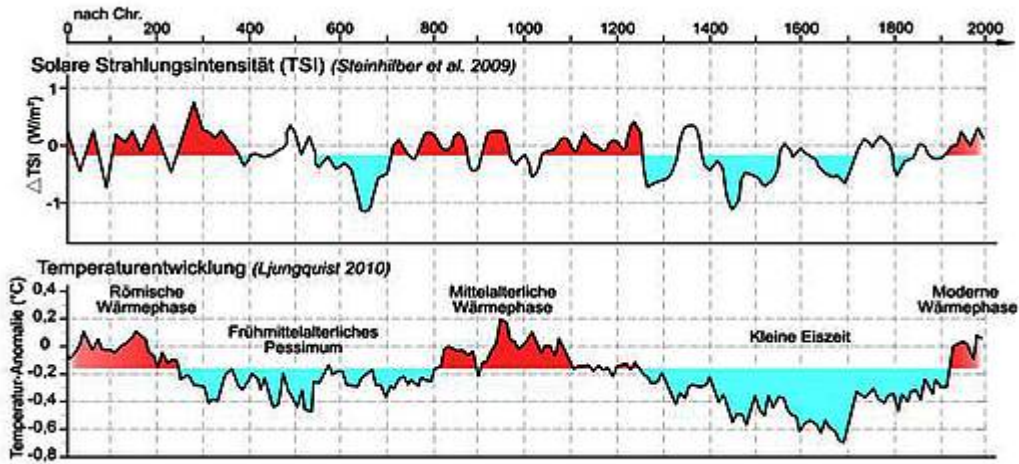 nach Chr.
0 200 400 600 800 1000 1200 1400 1600 1800 2000
Solare Strahlungsintensität (TSI) (Steinhilber et al. 2009)
△TSI (W/m²)
1
0
-1
Temperaturentwicklung (Ljungquist 2010)
Temperatur-Anomalie (°C)
0,4
0,2
0
-0,2
-0,4
-0,6
-0,8
Römische
Wärmephase
Frühmittelalterliches
Pessimum
Mittelalterliche
Wärmephase
Kleine Eiszeit
Moderne
Wärmephase